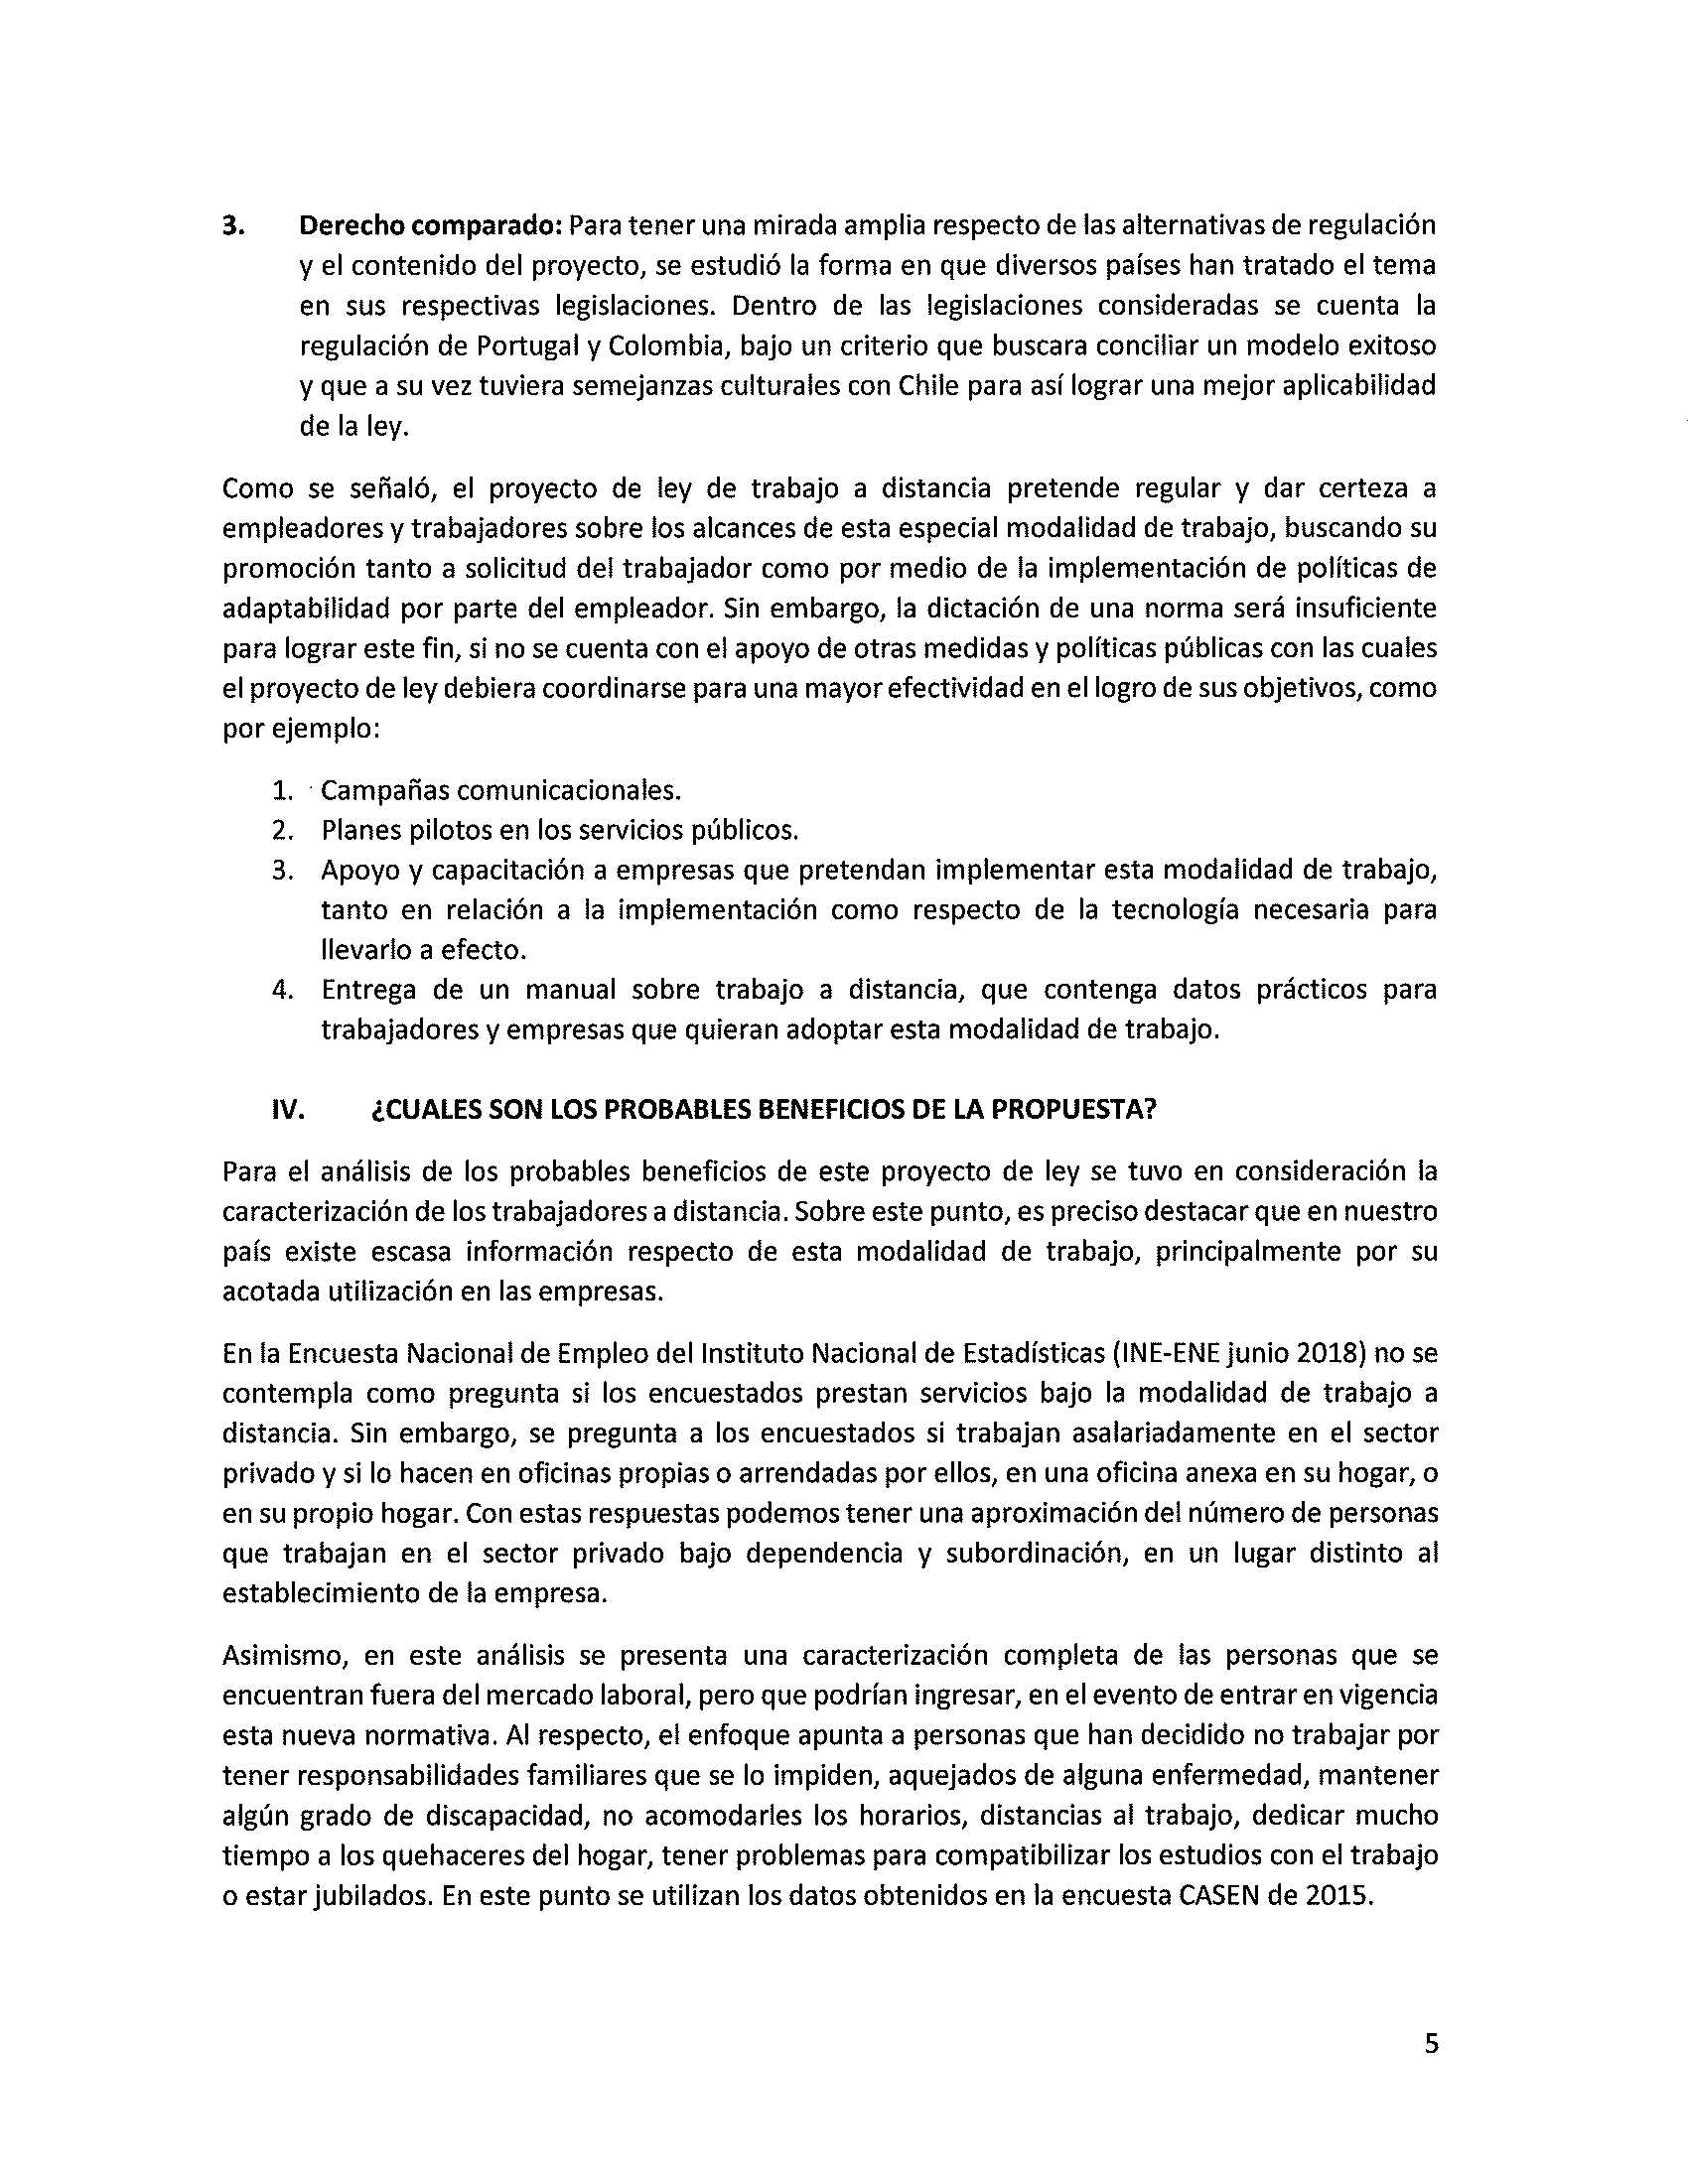 3. Derecho comparado: Para tener una mirada amplia respecto de las alternativas de regulación
y el contenido del proyecto, se estudió la forma en que diversos países han tratado el tema
en sus respectivas legislaciones. Dentro de las legislaciones consideradas se cuenta la
regulación de Portugal y Colombia, bajo un criterio que buscara conciliar un modelo exitoso
y que a su vez tuviera semejanzas culturales con Chile para así lograr una mejor aplicabilidad
de la ley.
Como se señaló, el proyecto de ley de trabajo a distancia pretende regular y dar certeza a
empleadores y trabajadores sobre los alcances de esta especial modalidad de trabajo, buscando su
promoción tanto a solicitud del trabajador como por medio de la implementación de políticas de
adaptabilidad por parte del empleador. Sin embargo, la dictación de una norma será insuficiente
para lograr este fin, si no se cuenta con el apoyo de otras medidas y políticas públicas con las cuales
el proyecto de ley debiera coordinarse para una mayor efectividad en el logro de sus objetivos, como
por ejemplo:
1. Campañas comunicacionales.
2. Planes pilotos en los servicios públicos.
3. Apoyo y capacitación a empresas que pretendan implementar esta modalidad de trabajo,
tanto en relación a la implementación como respecto de la tecnología necesaria para
llevarlo a efecto.
4. Entrega de un manual sobre trabajo a distancia, que contenga datos prácticos para
trabajadores y empresas que quieran adoptar esta modalidad de trabajo.
IV. ¿CUALES SON LOS PROBABLES BENEFICIOS DE LA PROPUESTA?
Para el análisis de los probables beneficios de este proyecto de ley se tuvo en consideración la
caracterización de los trabajadores a distancia. Sobre este punto, es preciso destacar que en nuestro
país existe escasa información respecto de esta modalidad de trabajo, principalmente por su
acotada utilización en las empresas.
En la Encuesta Nacional de Empleo del Instituto Nacional de Estadísticas (INE-ENE junio 2018) no se
contempla como pregunta si los encuestados prestan servicios bajo la modalidad de trabajo a
distancia. Sin embargo, se pregunta a los encuestados si trabajan asalariadamente en el sector
privado y si lo hacen en oficinas propias o arrendadas por ellos, en una oficina anexa en su hogar, o
en su propio hogar. Con estas respuestas podemos tener una aproximación del número de personas
que trabajan en el sector privado bajo dependencia y subordinación, en un lugar distinto al
establecimiento de la empresa.
Asimismo, en este análisis se presenta una caracterización completa de las personas que se
encuentran fuera del mercado laboral, pero que podrían ingresar, en el evento de entrar en vigencia
esta nueva normativa. Al respecto, el enfoque apunta a personas que han decidido no trabajar por
tener responsabilidades familiares que se lo impiden, aquejados de alguna enfermedad, mantener
algún grado de discapacidad, no acomodarles los horarios, distancias al trabajo, dedicar mucho
tiempo a los quehaceres del hogar, tener problemas para compatibilizar los estudios con el trabajo
o estar jubilados. En este punto se utilizan los datos obtenidos en la encuesta CASEN de 2015.
5